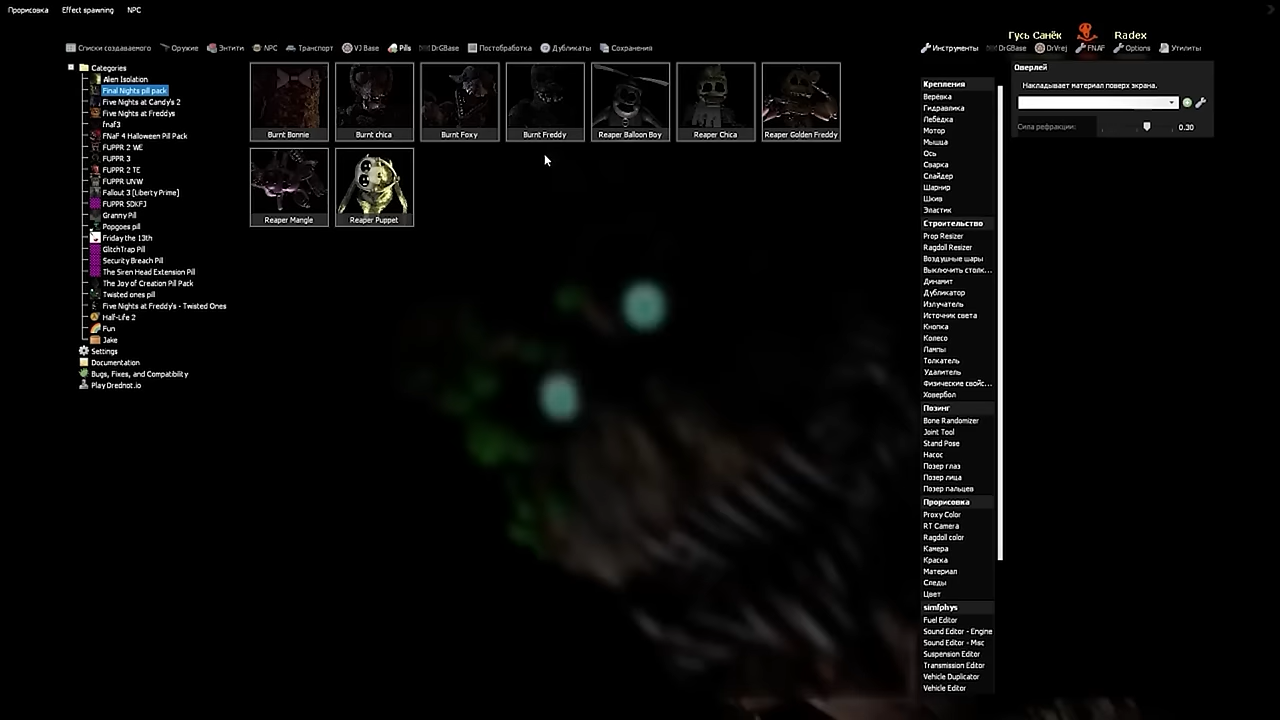 Прорисовка Effect spawning NPC
Гусь Санёк Radex
Списки создаваемого Оружие Энтити NPC Транспорт VJ Base Pills DrGBase Постобработка Дубликаты Сохранения
Инструменты DrGBase DrVrej FNAF Options Утилиты
Categories
Alien Isolation
Final Nights pill pack
Five Nights at Candy's 2
Five Nights at Freddys
fnaf3
FNaF 4 Halloween Pill Pack
FUPPR 2 WE
FUPPR 3
FUPPR 2 TE
FUPPR UNW
Fallout 3 [Liberty Prime]
FUPPR SDKFJ
Granny Pill
Popgoes pill
Friday the 13th
GlitchTrap Pill
Security Breach Pill
The Siren Head Extension Pill
The Joy of Creation Pill Pack
Twisted ones pill
Five Nights at Freddy's - Twisted Ones
Half-Life 2
Fun
Jake
Settings
Documentation
Bugs, Fixes, and Compatibility
Play Drednot.io
Burnt Bonnie
Burnt chica
Burnt Foxy
Burnt Freddy
Reaper Balloon Boy
Reaper Chica
Reaper Golden Freddy
Reaper Mangle
Reaper Puppet
Крепления
Верёвка
Гидравлика
Лебедка
Мотор
Мышца
Ось
Сварка
Слайдер
Шарнир
Шкив
Эластик
Строительство
Prop Resizer
Ragdoll Resizer
Воздушные шары
Выключить столк...
Динамит
Дубликатор
Излучатель
Источник света
Кнопка
Колесо
Лампы
Толкатель
Удалитель
Физические свойс...
Ховербол
Позинг
Bone Randomizer
Joint Tool
Stand Pose
Насос
Позер глаз
Позер лица
Позер пальцев
Прорисовка
Proxy Color
RT Camera
Ragdoll color
Камера
Краска
Материал
Следы
Цвет
simfphys
Fuel Editor
Sound Editor - Engine
Sound Editor - Misc
Suspension Editor
Transmission Editor
Vehicle Duplicator
Vehicle Editor
Оверлей
Накладывает материал поверх экрана.
Сила рефракции: 0.30